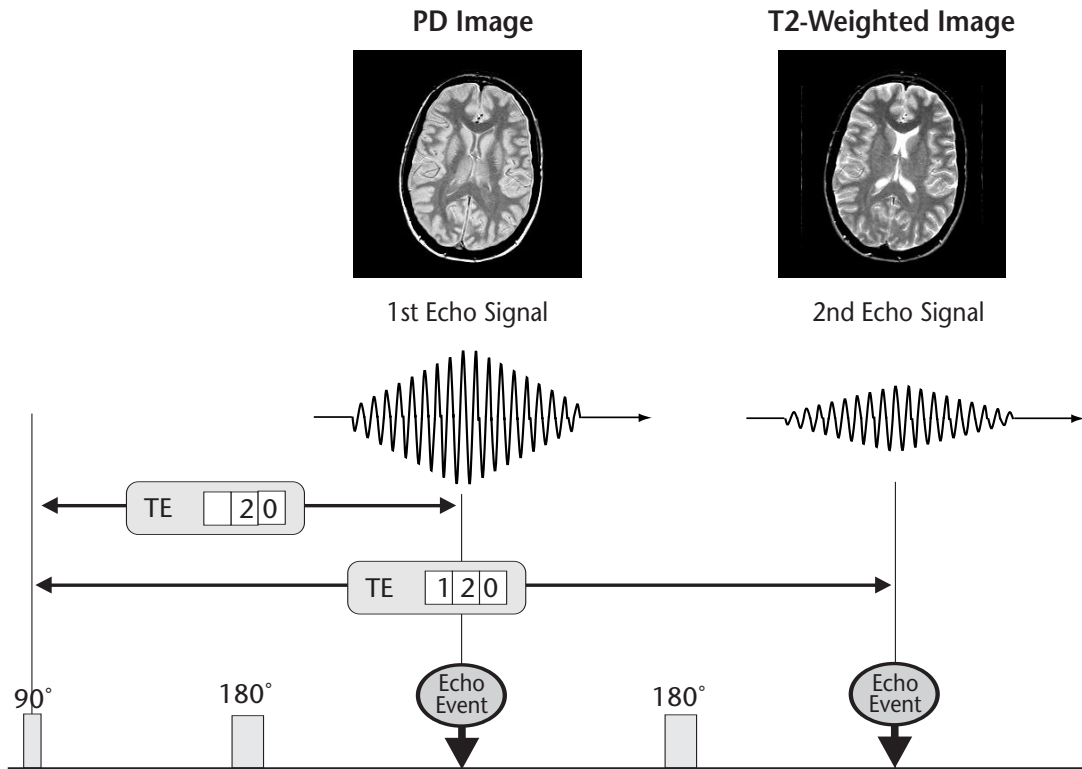 PD Image
T2-Weighted Image
1st Echo Signal
2nd Echo Signal
TE 20
TE 120
90°
180°
Echo
Event
180°
Echo
Event